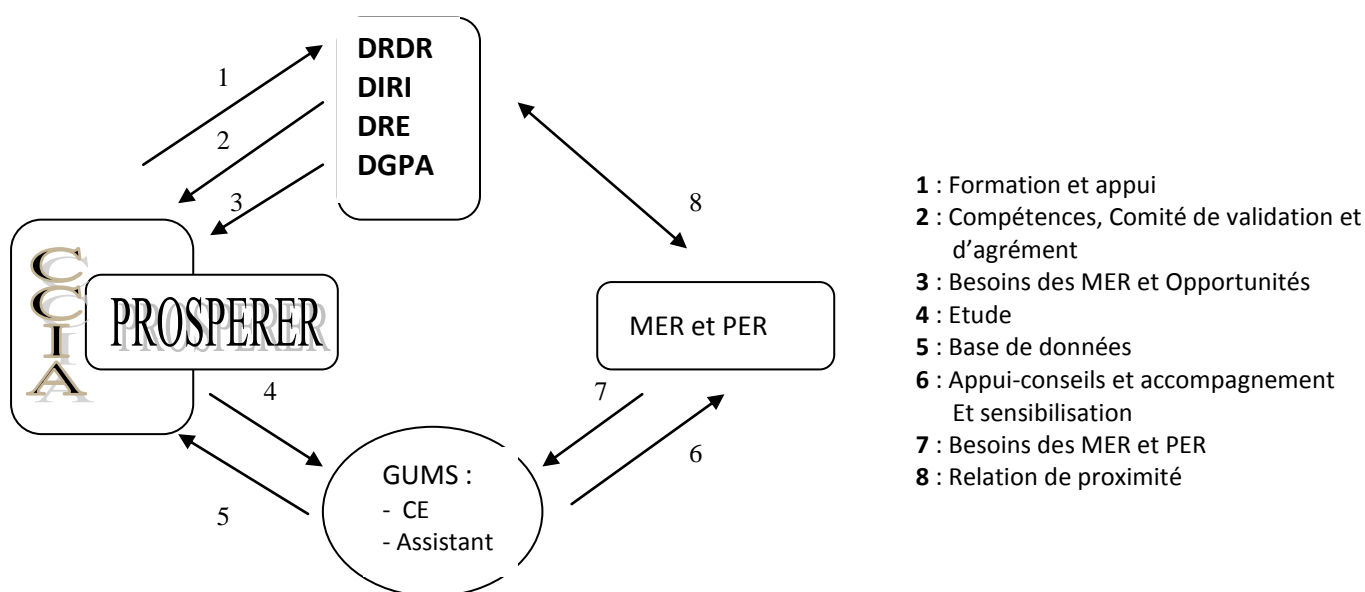 DRDR
DIRI
DRE
DGPA
1
2
3
8
CCIA
PROSPERER
MER et PER
4
7
6
5
GUMS :
- CE
- Assistant
1 : Formation et appui
2 : Compétences, Comité de validation et
d’agrément
3 : Besoins des MER et Opportunités
4 : Etude
5 : Base de données
6 : Appui-conseils et accompagnement
Et sensibilisation
7 : Besoins des MER et PER
8 : Relation de proximité